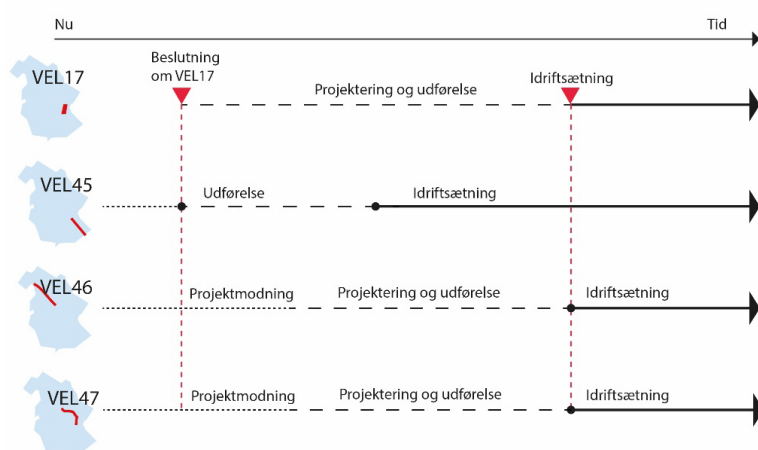 Nu
Tid
Beslutning
om VEL17
VEL17
Projektering og udførelse
Idriftsætning
VEL45
Udførelse
Idriftsætning
VEL46
Projektmodning
Projektering og udførelse
Idriftsætning
VEL47
Projektmodning
Projektering og udførelse
Idriftsætning